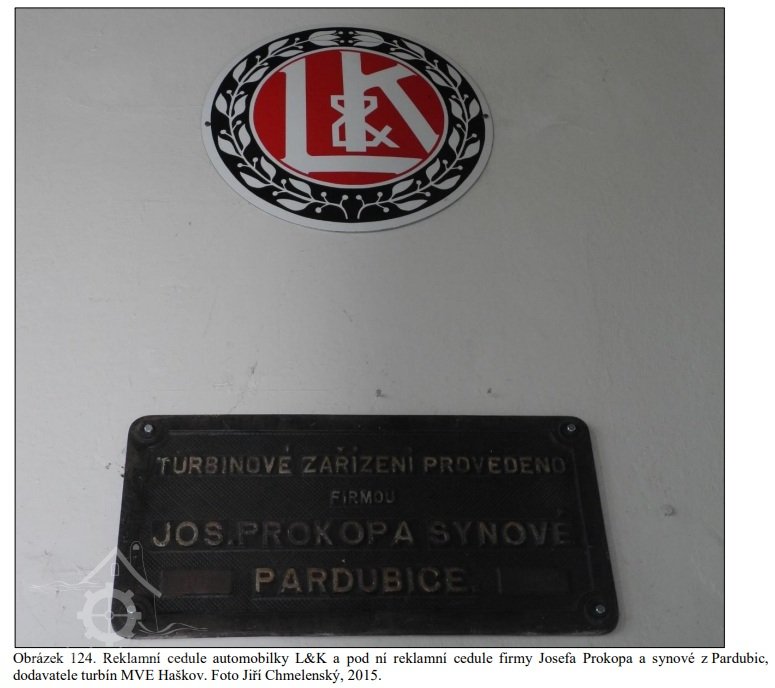 L&K
TURBINOVÉ ZAŘÍZENÍ PROVEDENO
FIRMOU
JOS. PROKOPA SYNOVÉ
PARDUBICE.
Obrázek 124. Reklamní cedule automobilky L&K a pod ní reklamní cedule firmy Josefa Prokopa a synové z Pardubic,
dodavatele turbín MVE Haškov. Foto Jiří Chmelenský, 2015.